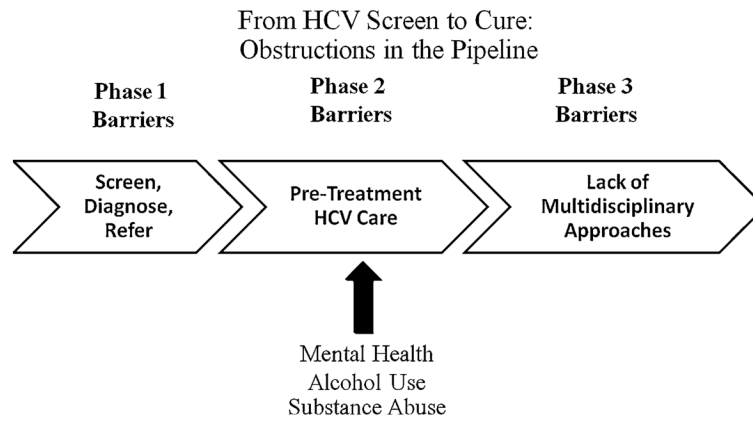 From HCV Screen to Cure:
Obstructions in the Pipeline
Phase 1
Barriers
Phase 2
Barriers
Phase 3
Barriers
Screen,
Diagnose,
Refer
Pre-Treatment
HCV Care
Lack of
Multidisciplinary
Approaches
Mental Health
Alcohol Use
Substance Abuse